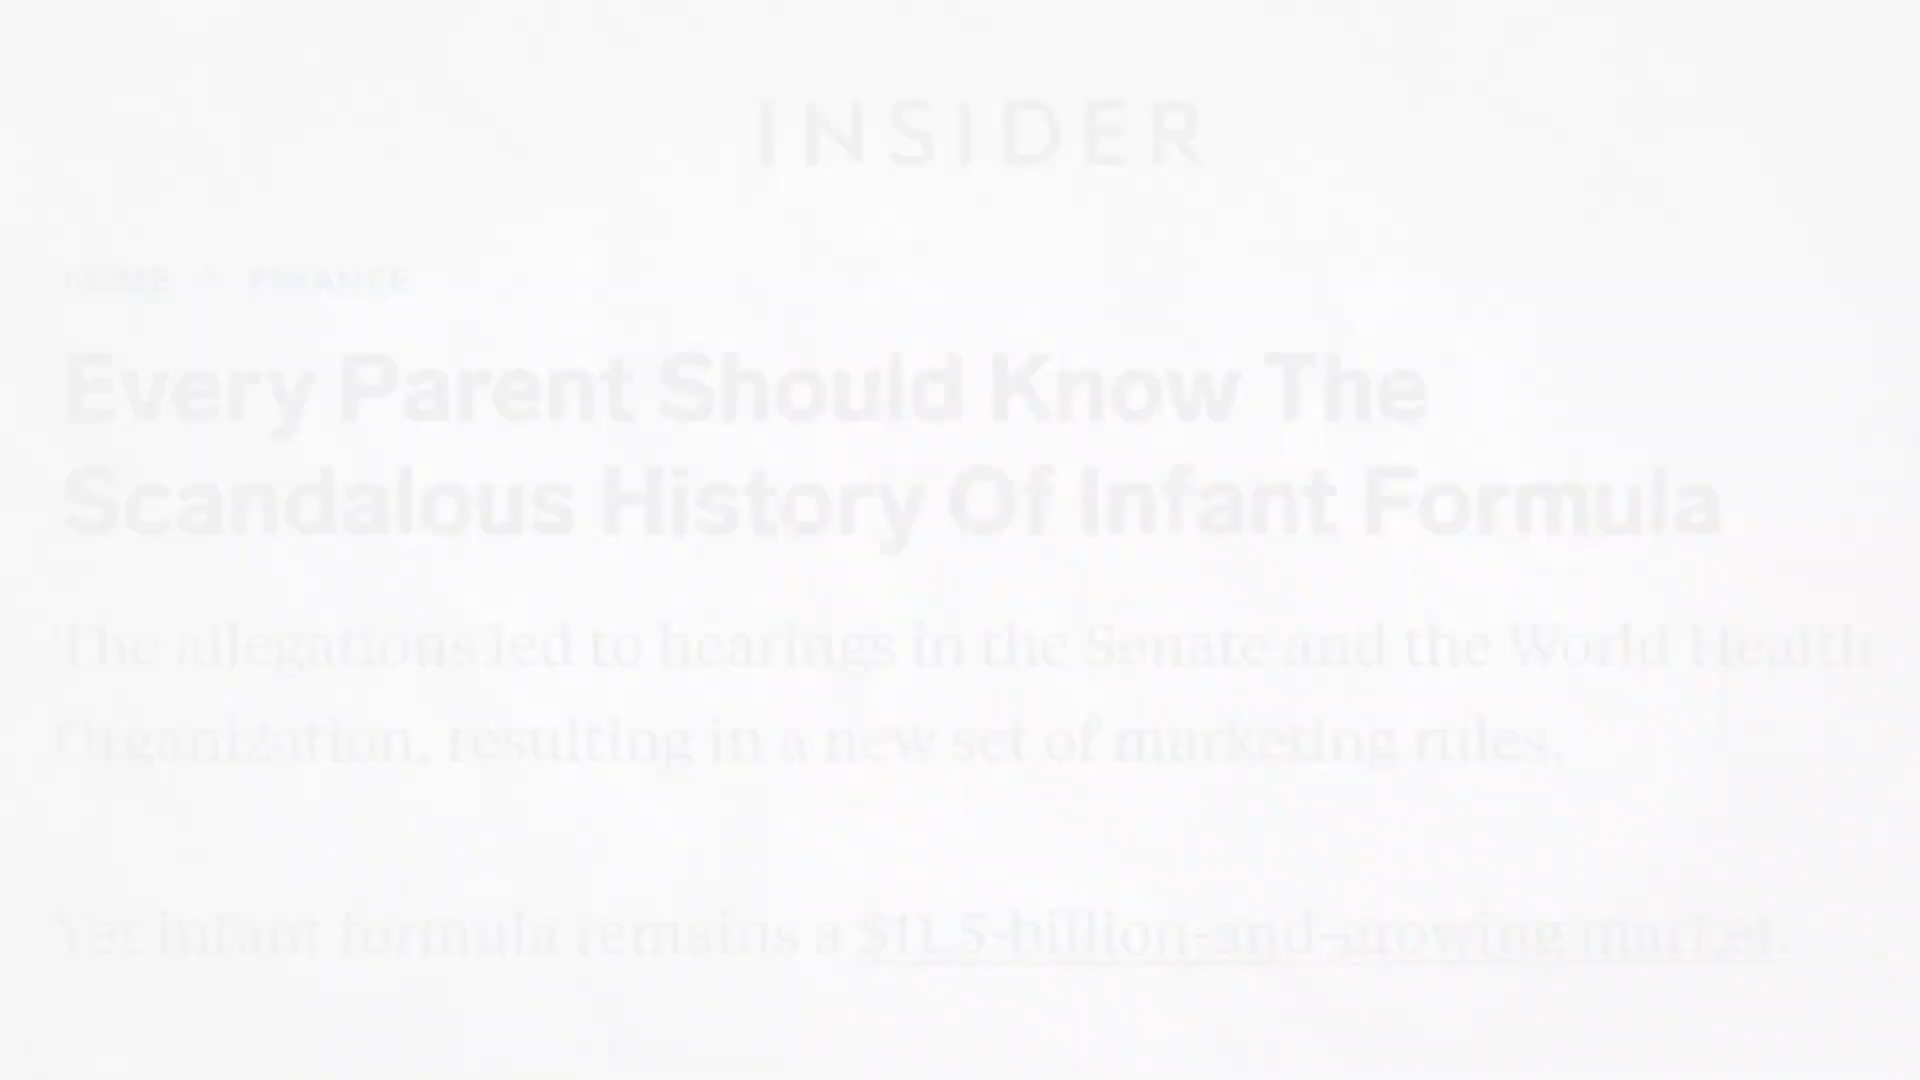 INSIDER
HOME > FINANCE
Every Parent Should Know The
Scandalous History Of Infant Formula
The allegations led to hearings in the Senate and the World Health
Organization, resulting in a new set of marketing rules.
Yet infant formula remains a $11.5-billion-and-growing market.